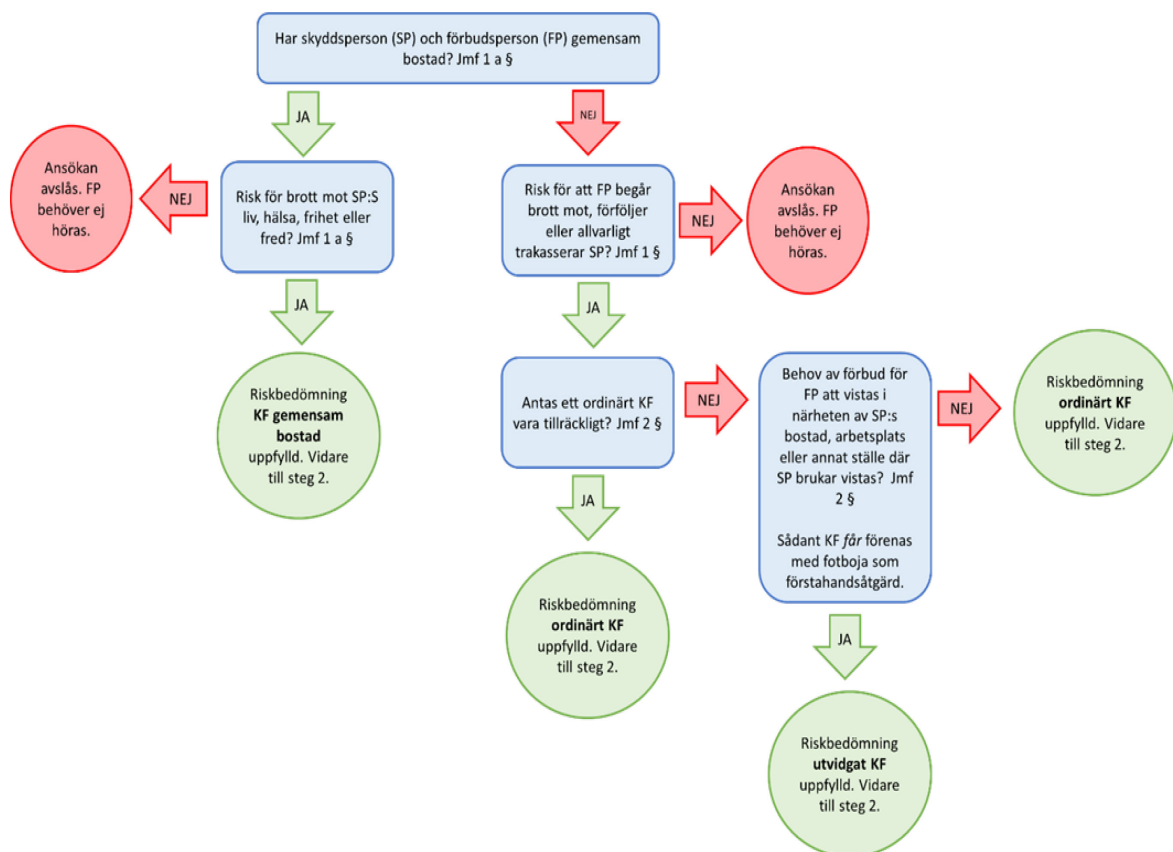 Har skyddsperson (SP) och förbudsperson (FP) gemensam
bostad? Jmf 1 a §
JA
NEJ
Ansökan
avslås. FP
behöver ej
höras.
NEJ
Risk för brott mot SP:S
liv, hälsa, frihet eller
fred? Jmf 1 a §
Risk för att FP begår
brott mot, förföljer
eller allvarligt
trakasserar SP? Jmf 1 §
NEJ
Ansökan
avslås. FP
behöver ej
höras.
JA
JA
Riskbedömning
KF gemensam
bostad
uppfylld. Vidare
till steg 2.
Antas ett ordinärt KF
vara tillräckligt? Jmf 2 §
NEJ
Behov av förbud för
FP att vistas i
närheten av SP:s
bostad, arbetsplats
eller annat ställe där
SP brukar vistas? Jmf
2 §
Sådant KF får förenas
med fotboja som
förstahandsåtgärd.
NEJ
Riskbedömning
ordinärt KF
uppfylld. Vidare
till steg 2.
JA
Riskbedömning
ordinärt KF
uppfylld. Vidare
till steg 2.
JA
Riskbedömning
utvidgat KF
uppfylld. Vidare
till steg 2.